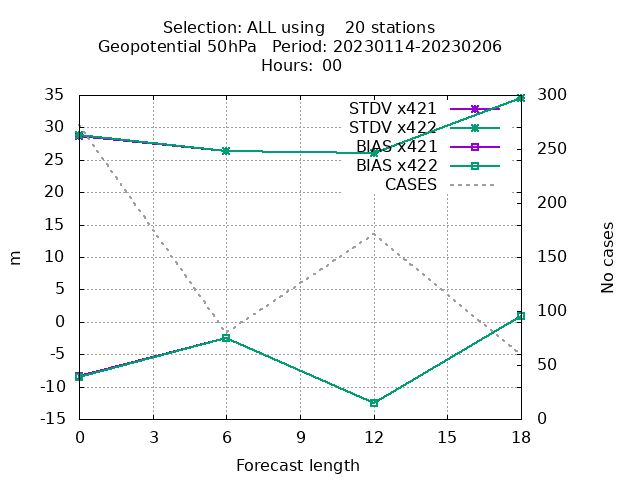 Selection: ALL using    20 stations
Geopotential 50hPa   Period: 20230114-20230206
Hours: 00
35
30
25
20
15
10
5
0
-5
-10
-15
m
300
250
200
150
100
50
0
No cases
STDV x421
STDV x422
BIAS x421
BIAS x422
CASES
0 3 6 9 12 15 18
Forecast length